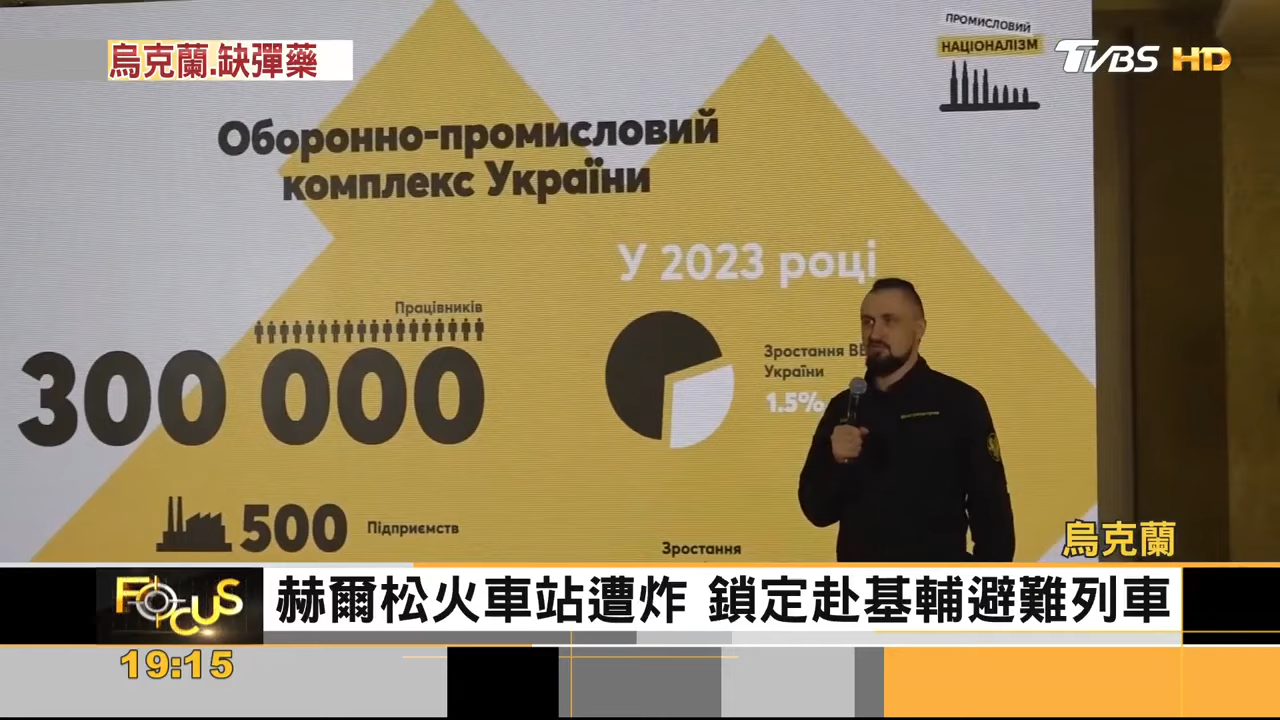 烏克蘭.缺彈藥
ПРОМИСЛОВИЙ
НАЦІОНАЛІЗМ
TVBS HD
Оборонно-промисловий
комплекс України
У 2023 році
Працівників
300 000
Зростання
України
1.5%
500
Підприємств
Зростання
烏克蘭
FOCUS
赫爾松火車站遭炸 鎖定赴基輔避難列車
19:15